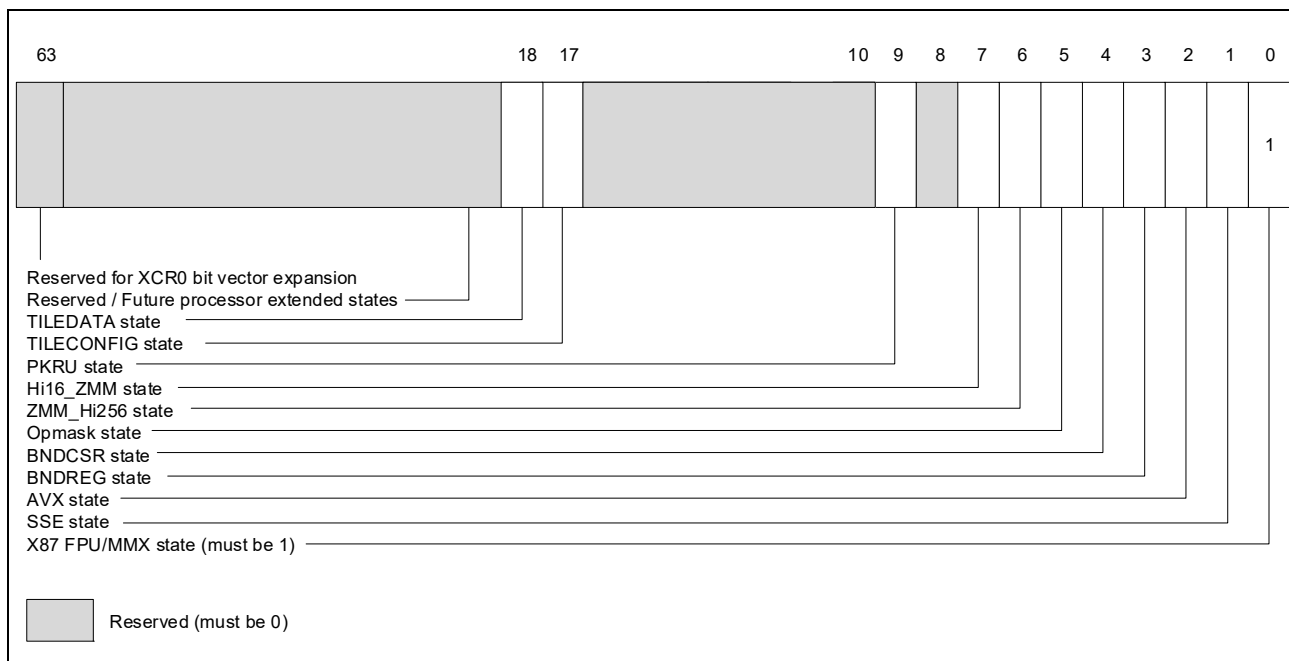 63 18 17 10 9 8 7 6 5 4 3 2 1 0
1
Reserved for XCR0 bit vector expansion
Reserved / Future processor extended states
TILEDATA state
TILECONFIG state
PKRU state
Hi16_ZMM state
ZMM_Hi256 state
Opmask state
BNDCSR state
BNDREG state
AVX state
SSE state
X87 FPU/MMX state (must be 1)
Reserved (must be 0)